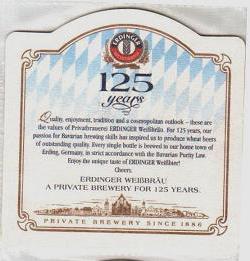 ERDINGER
125
years
Quality, enjoyment, tradition and a cosmopolitan outlook – these are
the values of Privatbrauerei ERDINGER Weißbräu. For 125 years, our
passion for Bavarian brewing skills has inspired us to produce wheat beers
of outstanding quality. Every single bottle is brewed in our home town of
Erding, Germany, in strict accordance with the Bavarian Purity Law.
Enjoy the unique taste of ERDINGER Weißbier!
Cheers.
ERDINGER WEIßBRÄU
A PRIVATE BREWERY FOR 125 YEARS.
PRIVATE BREWERY SINCE 1886